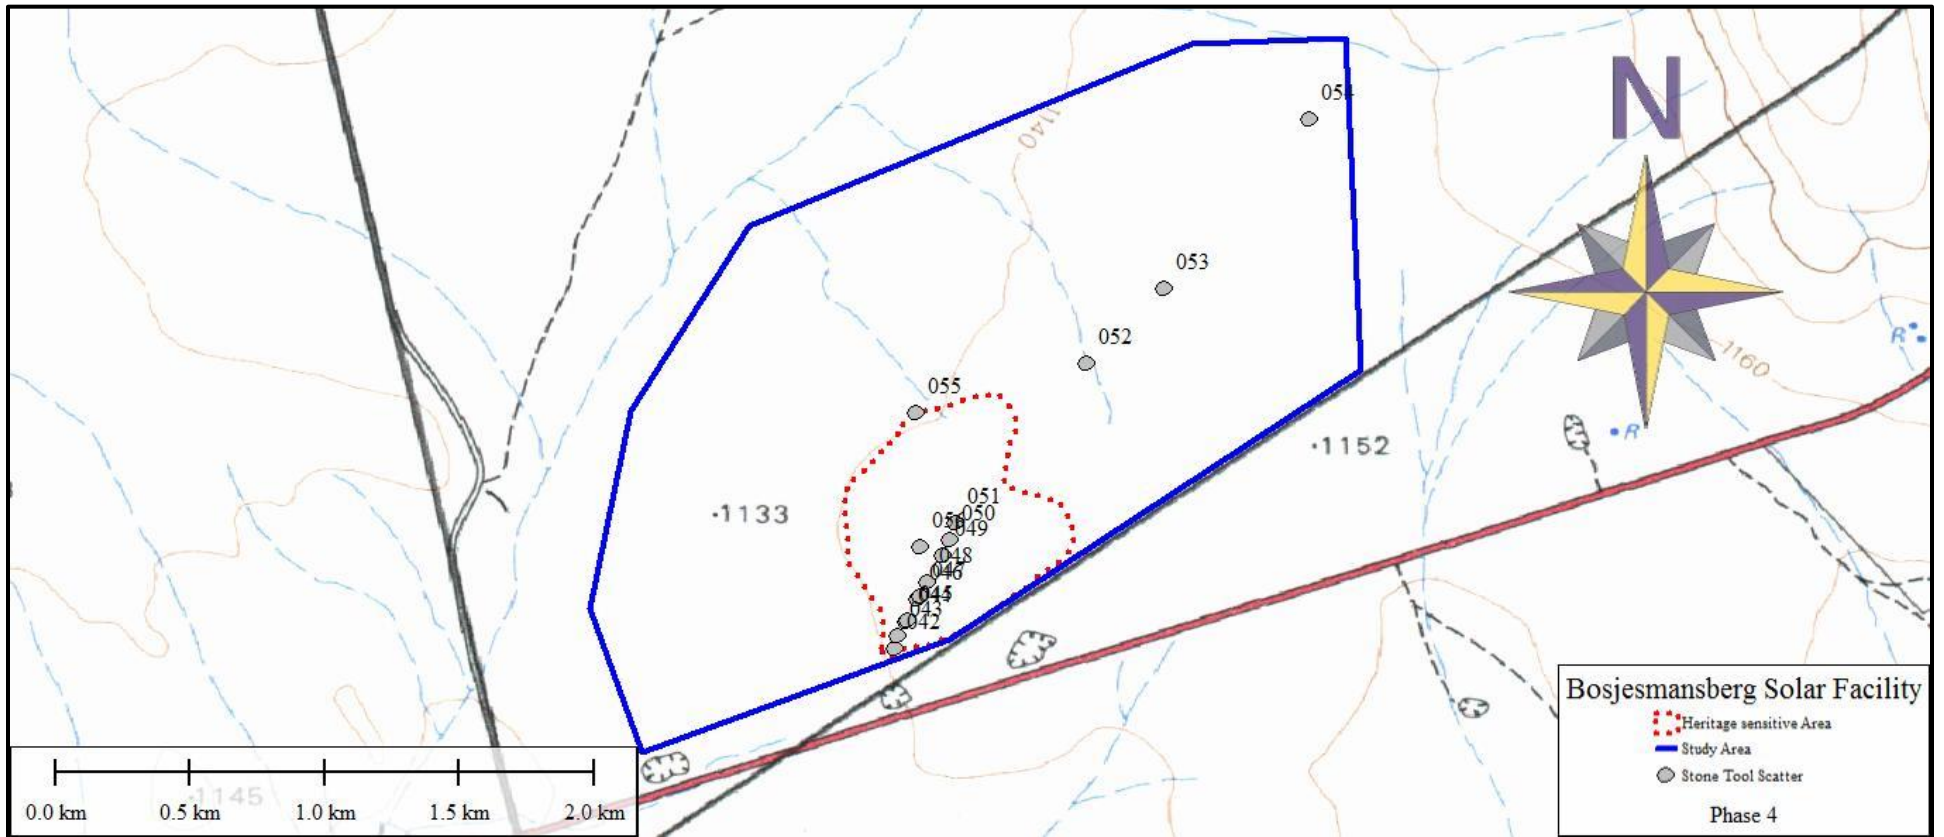 054
1140
N
053
052
1160
R
055
R
1152
051
050
1133
049
048
046
045
043
042
Bosjesmansberg Solar Facility
Heritage sensitive Area
Study Area
Stone Tool Scatter
Phase 4
1145
0.0 km 0.5 km 1.0 km 1.5 km 2.0 km